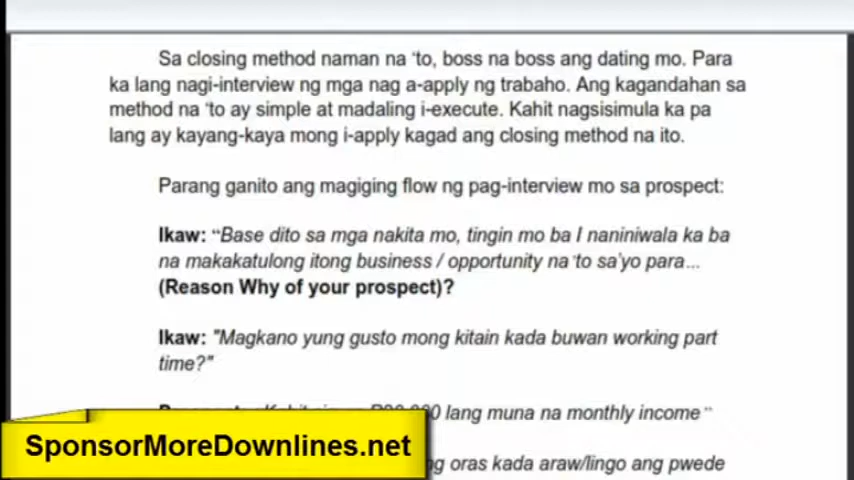 Sa closing method naman na 'to, boss na boss ang dating mo. Para
ka lang nagi-interview ng mga nag a-apply ng trabaho. Ang kagandahan sa
method na 'to ay simple at madaling i-execute. Kahit nagsisimula ka pa
lang ay kayang-kaya mong i-apply kagad ang closing method na ito.
Parang ganito ang magiging flow ng pag-interview mo sa prospect:
Ikaw: “Base dito sa mga nakita mo, tingin mo ba I naniniwala ka ba
na makakatulong itong business / opportunity na 'to sa'yo para...
(Reason Why of your prospect)?
Ikaw: "Magkano yung gusto mong kitain kada buwan working part
time?"
lang muna na monthly income”
oras kada araw/lingo ang pwede
SponsorMoreDownlines.net